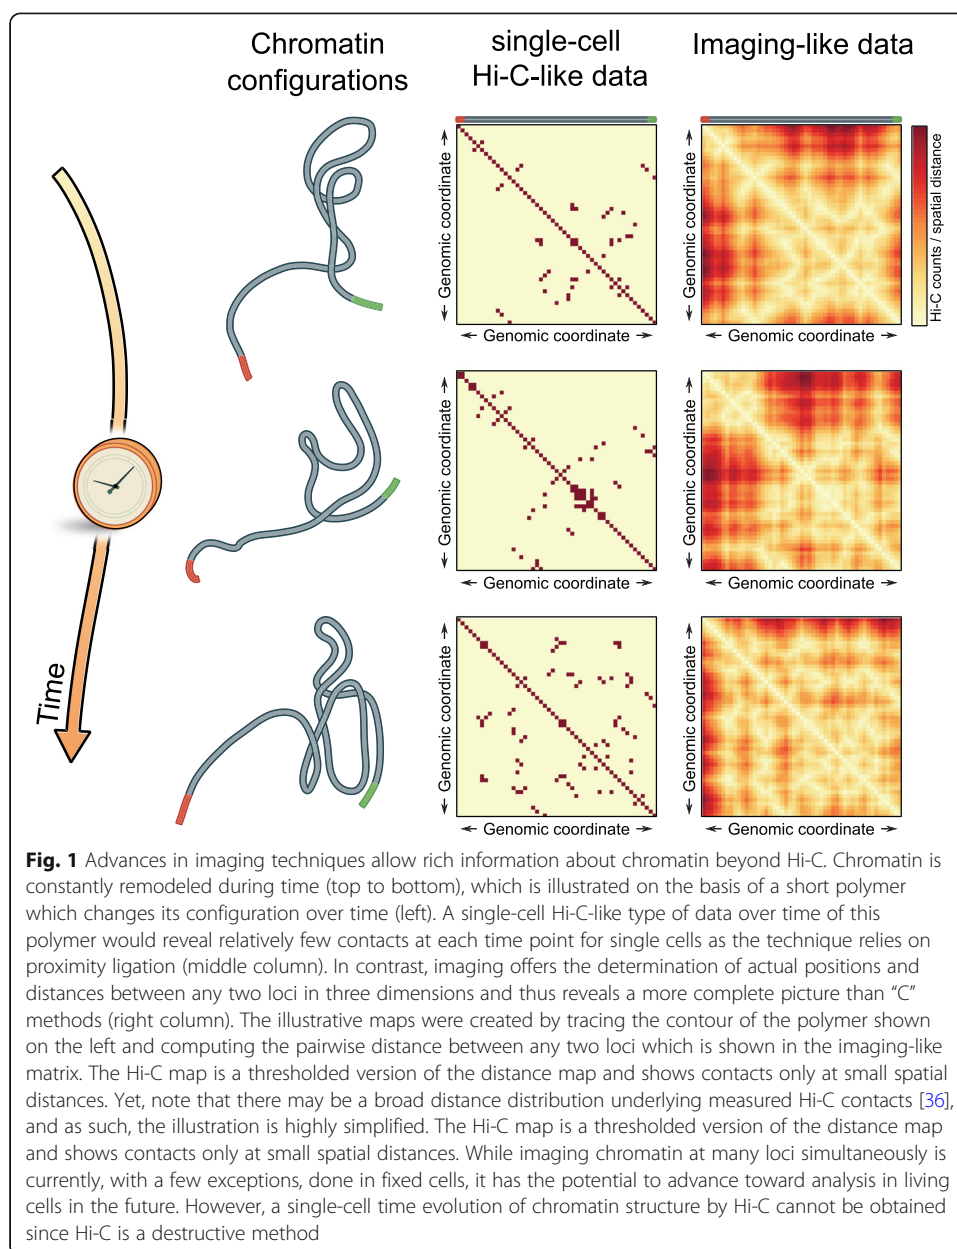 Chromatin
configurations
single-cell
Hi-C-like data
Imaging-like data
Genomic coordinate
Genomic coordinate
Genomic coordinate
Genomic coordinate
Hi-C counts / spatial distance
Genomic coordinate
Genomic coordinate
Genomic coordinate
Genomic coordinate
Time
Genomic coordinate
Genomic coordinate
Genomic coordinate
Genomic coordinate
Fig. 1 Advances in imaging techniques allow rich information about chromatin beyond Hi-C. Chromatin is
constantly remodeled during time (top to bottom), which is illustrated on the basis of a short polymer
which changes its configuration over time (left). A single-cell Hi-C-like type of data over time of this
polymer would reveal relatively few contacts at each time point for single cells as the technique relies on
proximity ligation (middle column). In contrast, imaging offers the determination of actual positions and
distances between any two loci in three dimensions and thus reveals a more complete picture than “C”
methods (right column). The illustrative maps were created by tracing the contour of the polymer shown
on the left and computing the pairwise distance between any two loci which is shown in the imaging-like
matrix. The Hi-C map is a thresholded version of the distance map and shows contacts only at small spatial
distances. Yet, note that there may be a broad distance distribution underlying measured Hi-C contacts [36],
and as such, the illustration is highly simplified. The Hi-C map is a thresholded version of the distance map
and shows contacts only at small spatial distances. While imaging chromatin at many loci simultaneously is
currently, with a few exceptions, done in fixed cells, it has the potential to advance toward analysis in living
cells in the future. However, a single-cell time evolution of chromatin structure by Hi-C cannot be obtained
since Hi-C is a destructive method